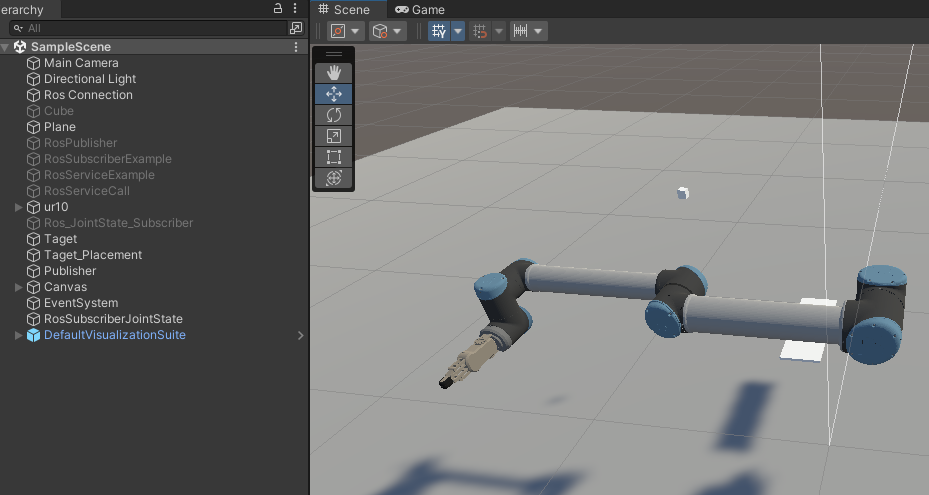 erarchy
All
SampleScene
Main Camera
Directional Light
Ros Connection
Cube
Plane
RosPublisher
RosSubscriberExample
RosServiceExample
RosServiceCall
ur10
Ros_JointState_Subscriber
Taget
Taget_Placement
Publisher
Canvas
EventSystem
RosSubscriberJointState
DefaultVisualizationSuite
Scene
Game
Y